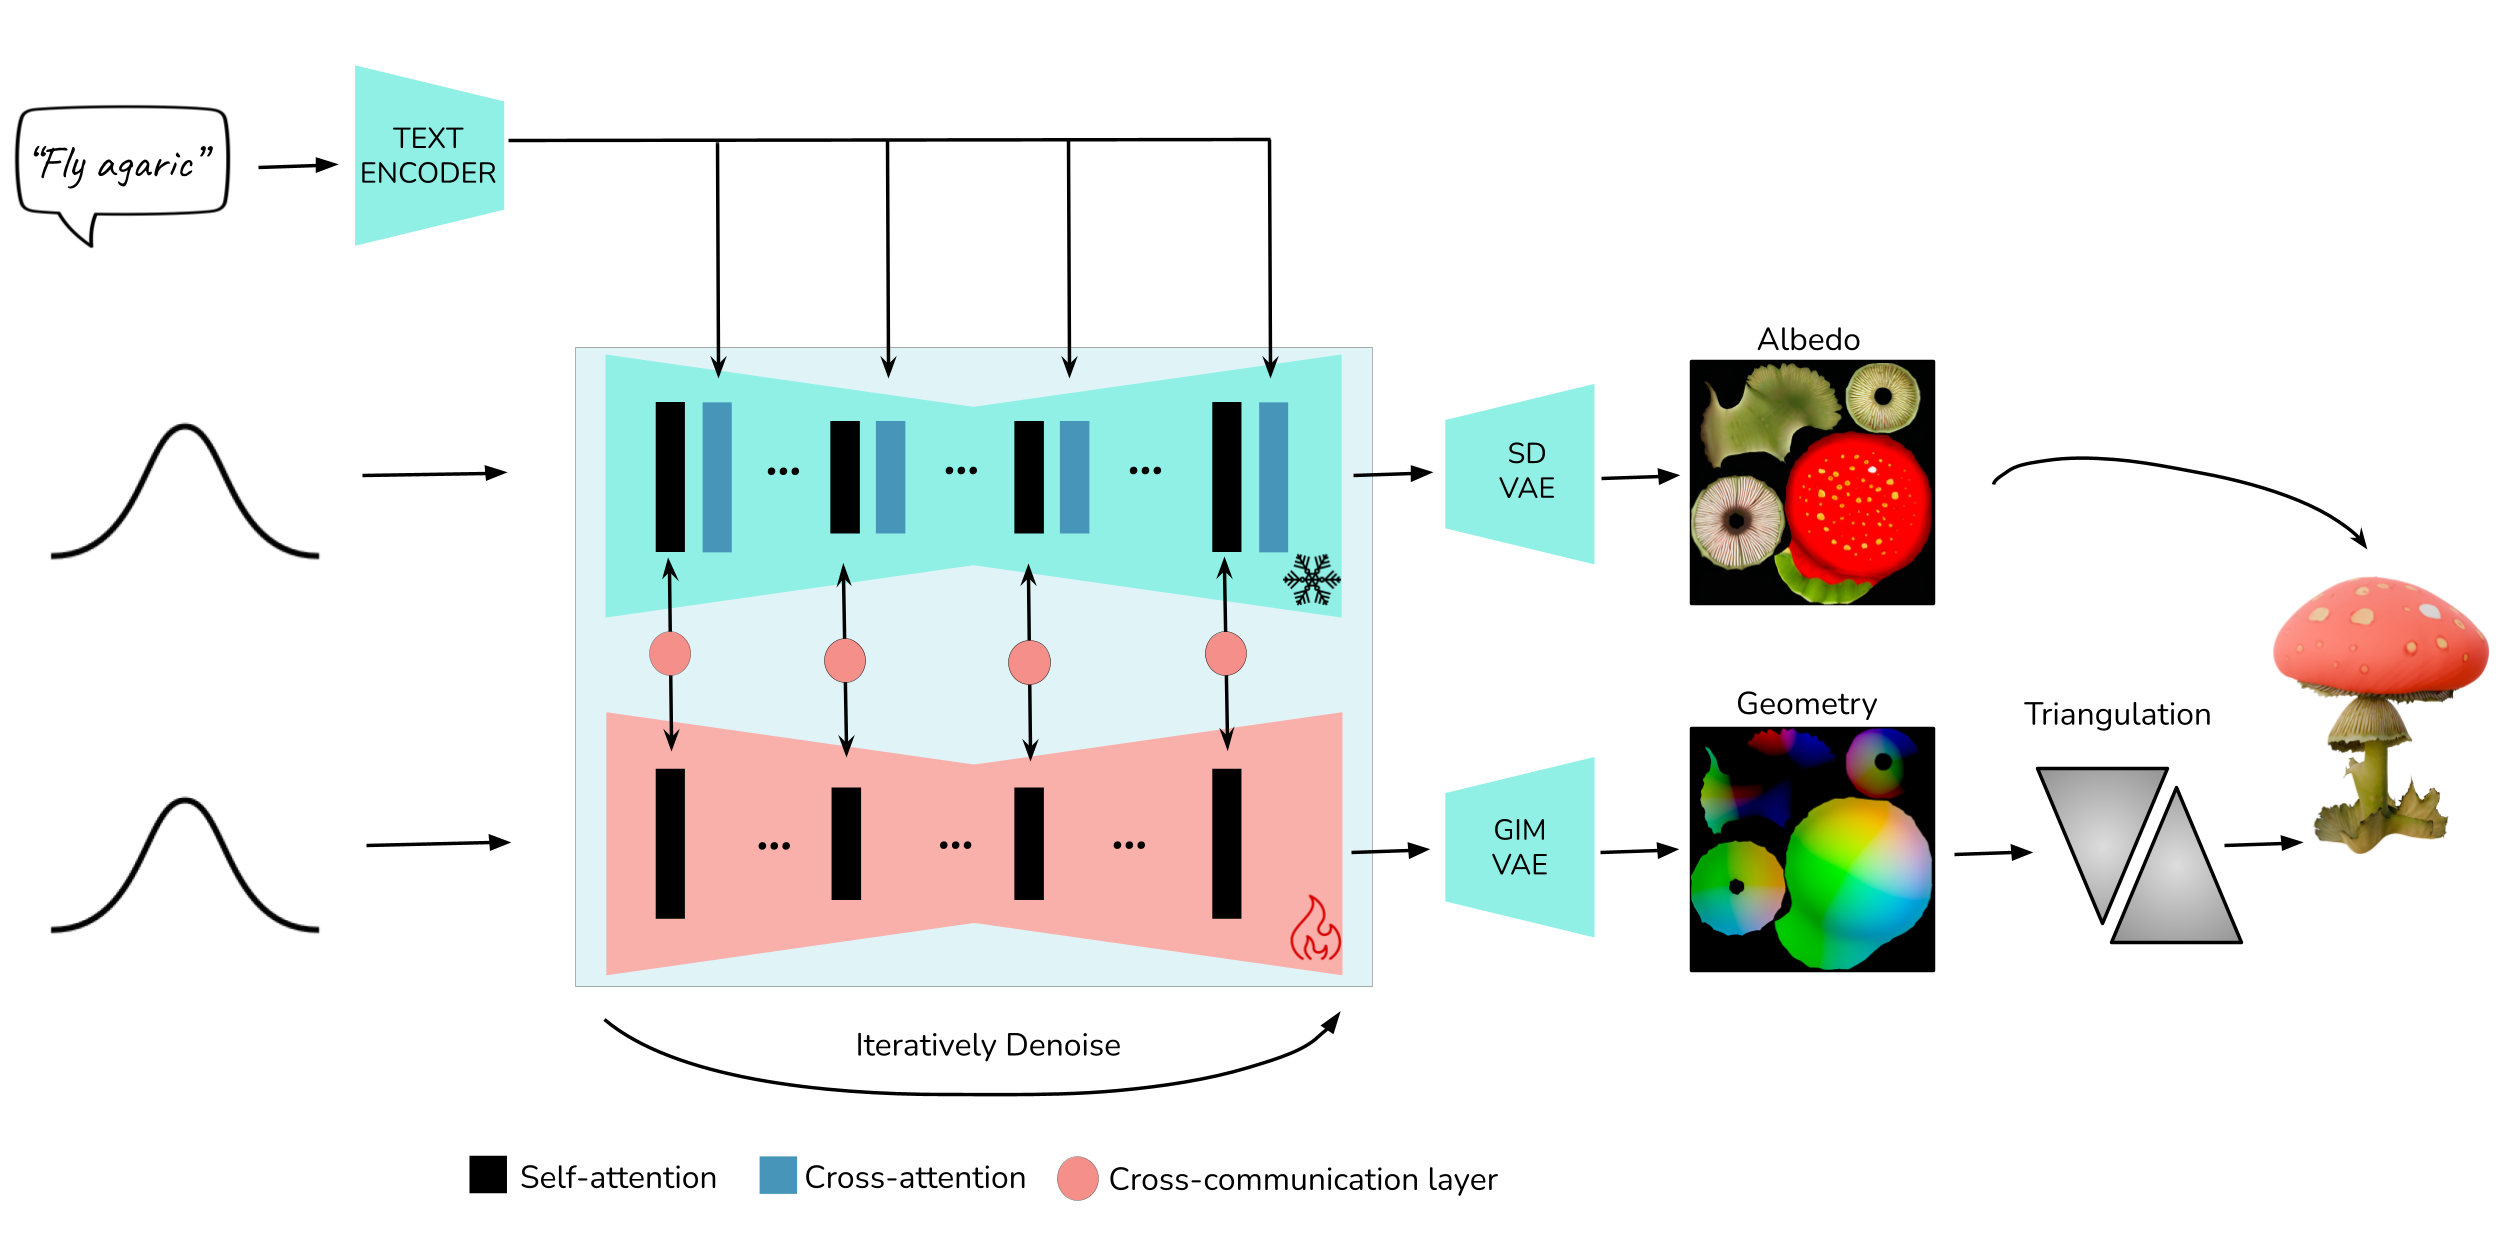 “Fly agaric”
TEXT
ENCODER
Albedo
SD
VAE
Geometry
Triangulation
GIM
VAE
Iteratively Denoise
Self-attention
Cross-attention
Cross-communication layer